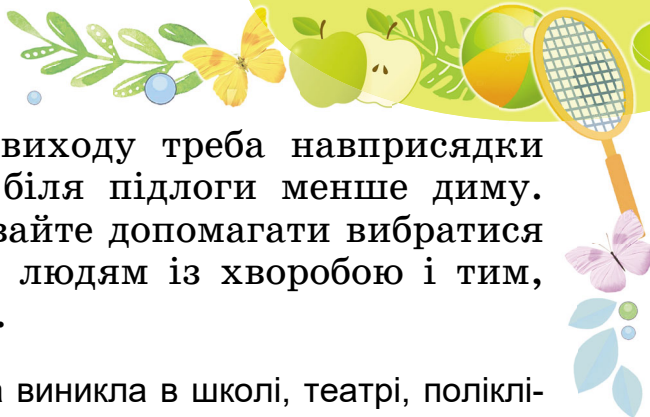 виходу треба навприсядки
біля підлоги менше диму.
вайте допомагати вибратися
людям із хворобою і тим,
.
а виникла в школі, театрі, поліклі-